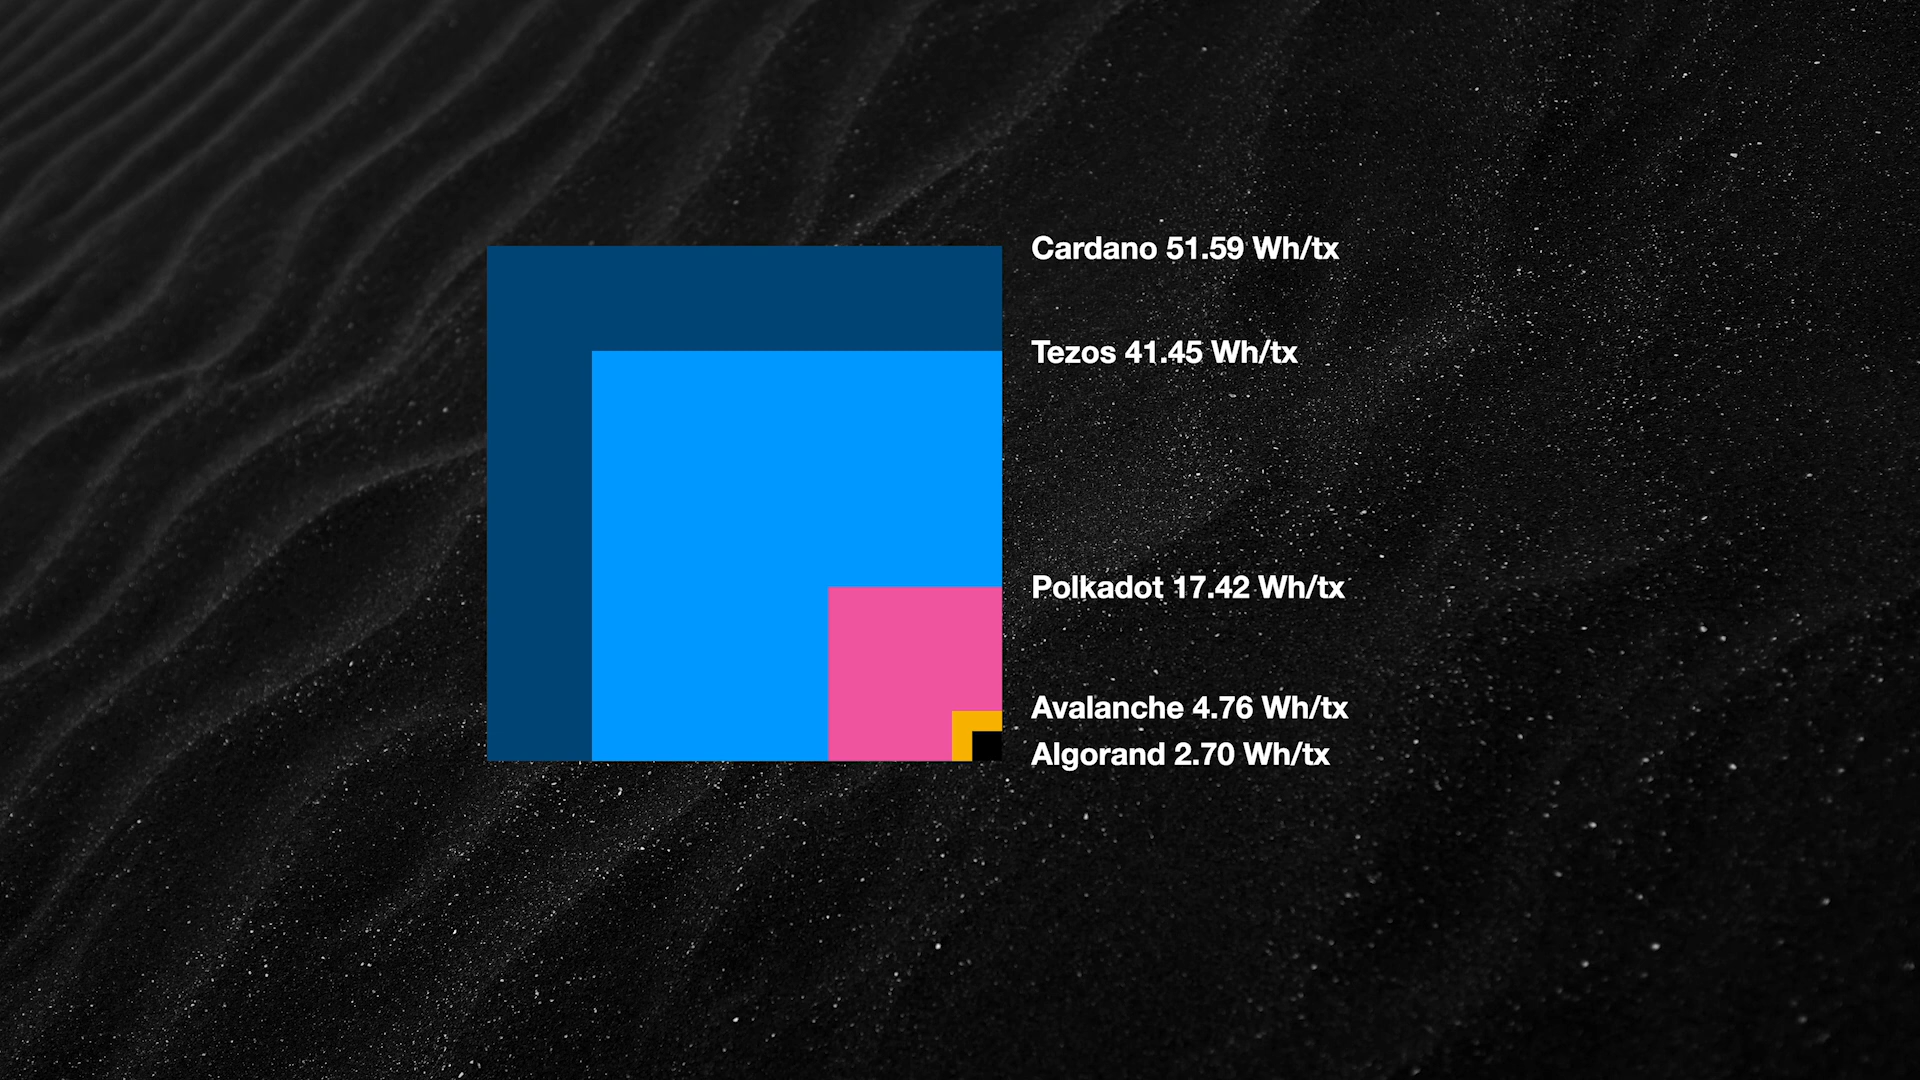 Cardano 51.59 Wh/tx
Tezos 41.45 Wh/tx
Polkadot 17.42 Wh/tx
Avalanche 4.76 Wh/tx
Algorand 2.70 Wh/tx